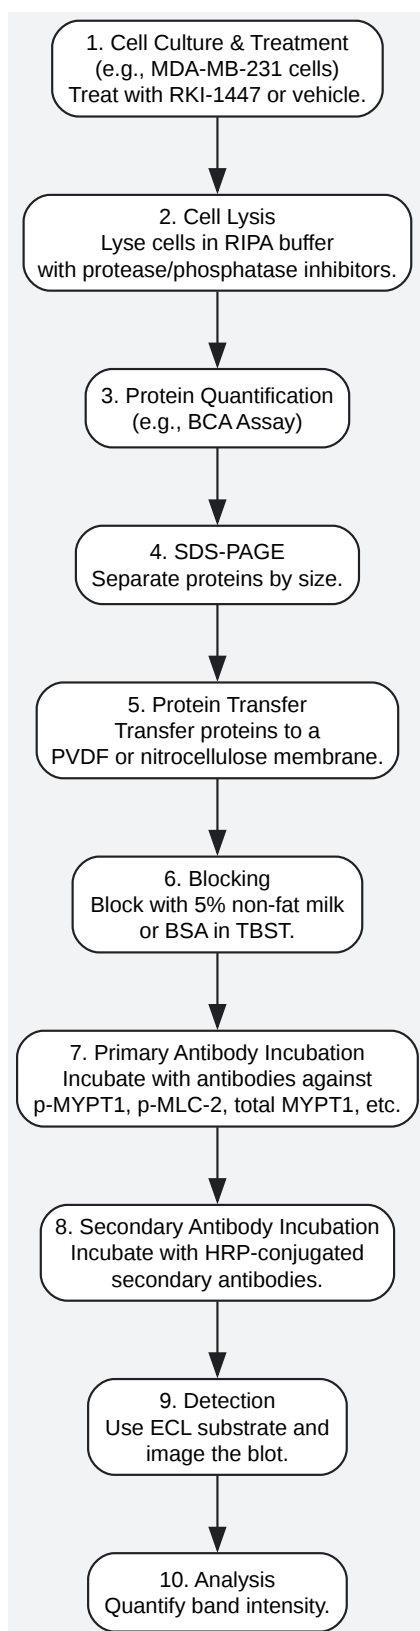 1. Cell Culture & Treatment
(e.g., MDA-MB-231 cells)
Treat with RKI-1447 or vehicle.
2. Cell Lysis
Lyse cells in RIPA buffer
with protease/phosphatase inhibitors.
3. Protein Quantification
(e.g., BCA Assay)
4. SDS-PAGE
Separate proteins by size.
5. Protein Transfer
Transfer proteins to a
PVDF or nitrocellulose membrane.
6. Blocking
Block with 5% non-fat milk
or BSA in TBST.
7. Primary Antibody Incubation
Incubate with antibodies against
p-MYPT1, p-MLC-2, total MYPT1, etc.
8. Secondary Antibody Incubation
Incubate with HRP-conjugated
secondary antibodies.
9. Detection
Use ECL substrate and
image the blot.
10. Analysis
Quantify band intensity.